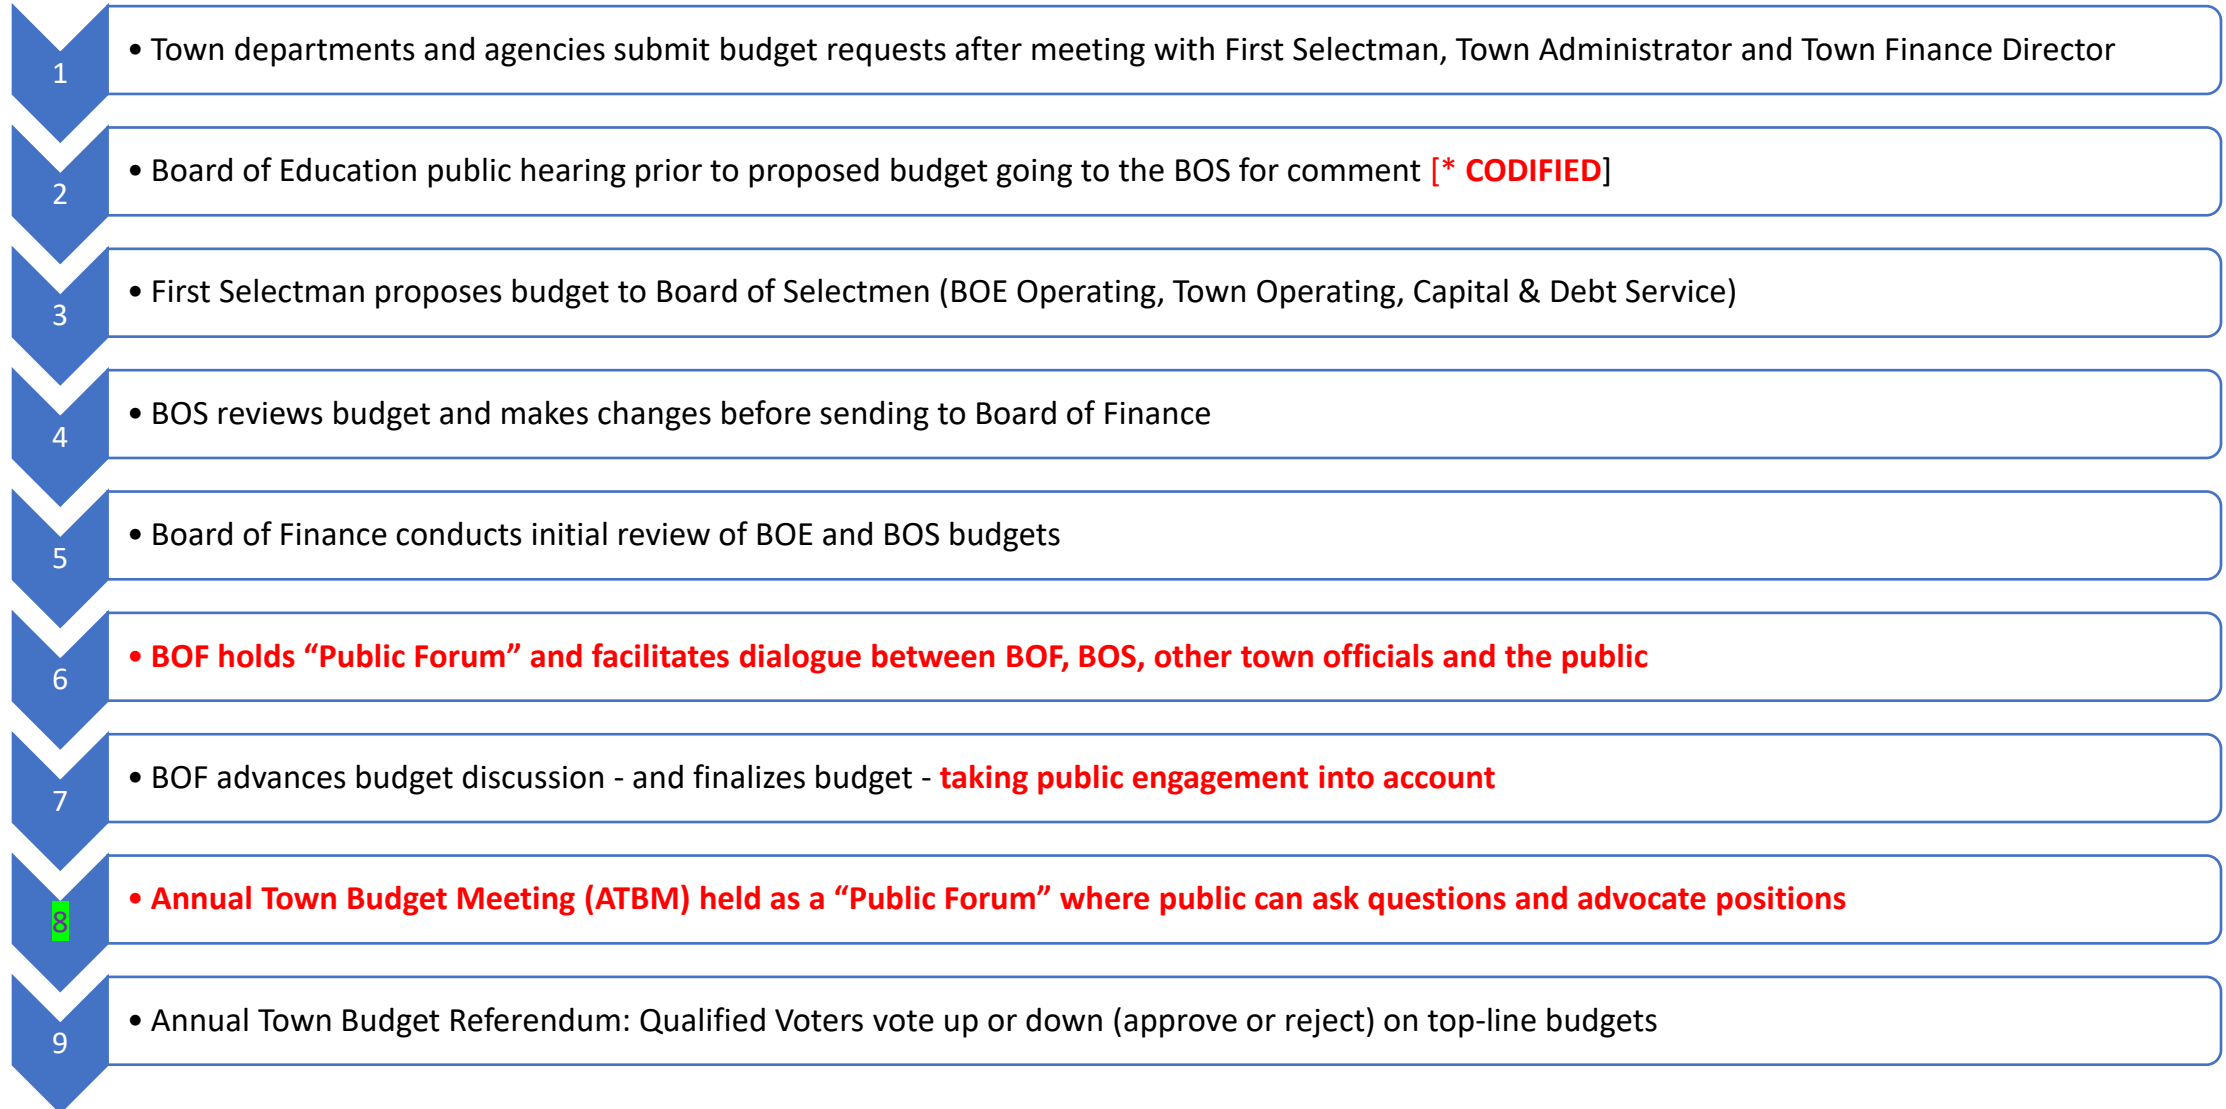 1
• Town departments and agencies submit budget requests after meeting with First Selectman, Town Administrator and Town Finance Director
2
• Board of Education public hearing prior to proposed budget going to the BOS for comment [* CODIFIED]
3
• First Selectman proposes budget to Board of Selectmen (BOE Operating, Town Operating, Capital & Debt Service)
4
• BOS reviews budget and makes changes before sending to Board of Finance
5
• Board of Finance conducts initial review of BOE and BOS budgets
6
• BOF holds “Public Forum” and facilitates dialogue between BOF, BOS, other town officials and the public
7
• BOF advances budget discussion - and finalizes budget - taking public engagement into account
8
• Annual Town Budget Meeting (ATBM) held as a “Public Forum” where public can ask questions and advocate positions
9
• Annual Town Budget Referendum: Qualified Voters vote up or down (approve or reject) on top-line budgets